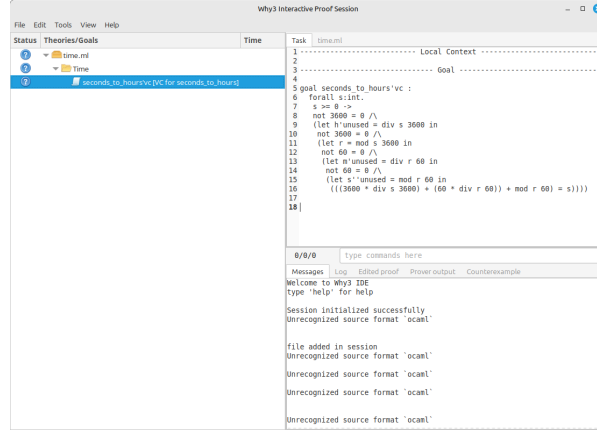 Why3 Interactive Proof Session
File Edit Tools View Help
Status Theories/Goals Time
time.ml
Time
seconds_to_hours'vc [VC for seconds_to_hours]
Task time.ml
1 --------------------------- Local Context ---------------------------
2
3 ------------------------------- Goal -------------------------------
4
5 goal seconds_to_hours'vc :
6 forall s:int.
7 s >= 0 ->
8 not 3600 = 0 /\
9 (let h'unused = div s 3600 in
10 not 3600 = 0 /\
11 (let r = mod s 3600 in
12 not 60 = 0 /\
13 (let m'unused = div r 60 in
14 not 60 = 0 /\
15 (let s''unused = mod r 60 in
16 (((3600 * div s 3600) + (60 * div r 60)) + mod r 60) = s))))
17
18
0/0/0 type commands here
Messages Log Edited proof Prover output Counterexample
Welcome to Why3 IDE
type 'help' for help
Session initialized successfully
Unrecognized source format `ocaml`
file added in session
Unrecognized source format `ocaml`
Unrecognized source format `ocaml`
Unrecognized source format `ocaml`
Unrecognized source format `ocaml`